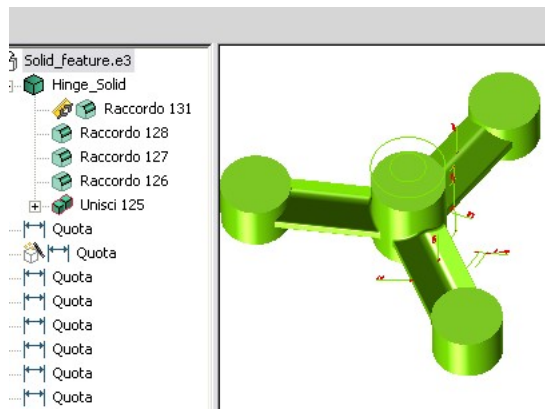 Solid_feature.e3
Hinge_Solid
Raccordo 131
Raccordo 128
Raccordo 127
Raccordo 126
Unisci 125
Quota
Quota
Quota
Quota
Quota
Quota
Quota
Quota